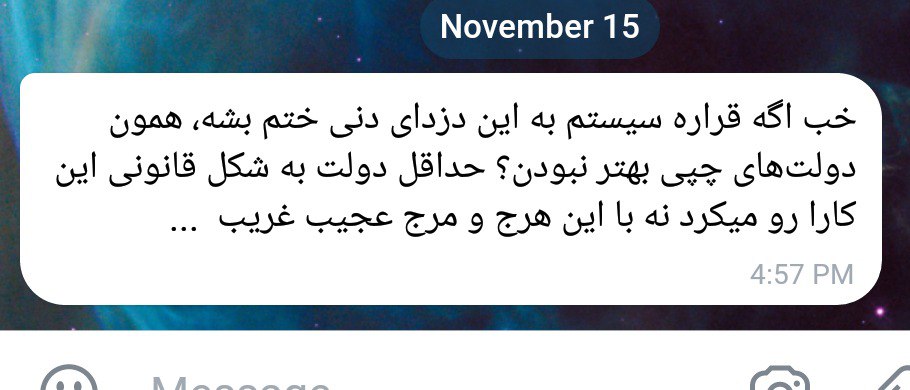 November 15
خب اگه قراره سیستم به این دزدای دنی ختم بشه، همون
دولت‌های چپی بهتر نبودن؟ حداقل دولت به شکل قانونی این
کارا رو میکرد نه با این هرج و مرج عجیب غریب ...
4:57 PM
Message